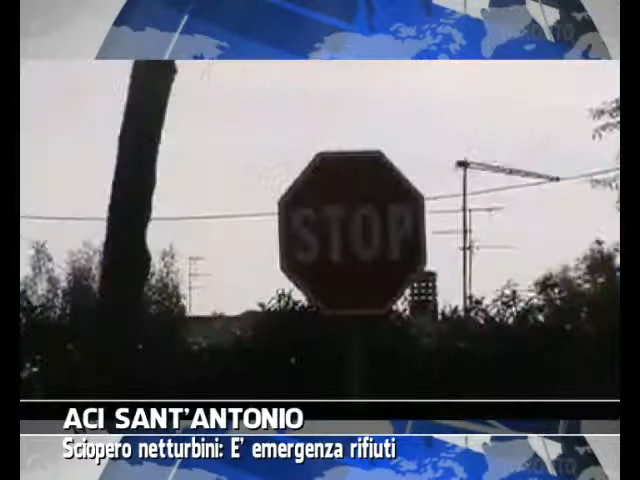 STOP
ACI SANT'ANTONIO
Sciopero netturbini: E' emergenza rifiuti